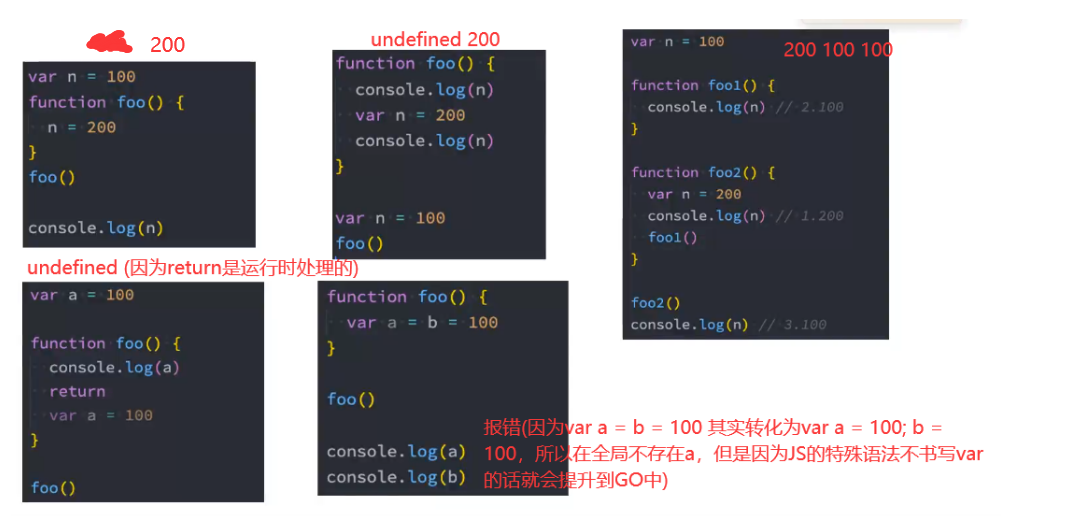 200
var n = 100
function foo() {
n = 200
}
foo()
console.log(n)
undefined 200
function foo() {
console.log(n)
var n = 200
console.log(n)
}
var n = 100
foo()
200 100 100
var n = 100
function foo1() {
console.log(n) // 2.100
}
function foo2() {
var n = 200
console.log(n) // 1.200
foo1()
}
foo2()
console.log(n) // 3.100
undefined (因为return是运行时处理的)
var a = 100
function foo() {
console.log(a)
return
var a = 100
}
foo()
function foo() {
var a = b = 100
}
foo()
console.log(a)
console.log(b)
报错(因为var a = b = 100 其实转化为var a = 100; b =
100，所以在全局不存在a，但是因为JS的特殊语法不书写var
的话就会提升到GO中)